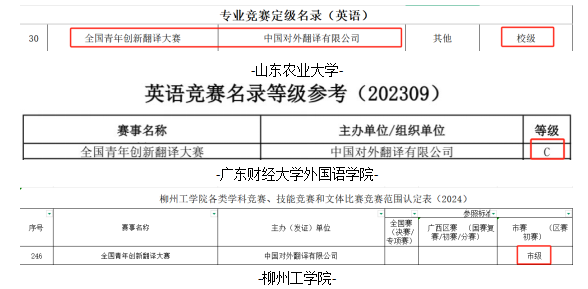 专业竞赛定级名录（英语）
30 全国青年创新翻译大赛 中国对外翻译有限公司 其他 校级
-山东农业大学-
英语竞赛名录等级参考（202309）
赛事名称 主办单位/组织单位 等级
全国青年创新翻译大赛 中国对外翻译有限公司 C
-广东财经大学外国语学院-
柳州工学院各类学科竞赛、技能竞赛和文体比赛竞赛范围认定表（2024）
参照标准
序号 赛事名称 主办（发证）单位 全国赛（决赛/专项赛） 广西区赛（国赛复赛/初赛/分赛） 市赛（区赛初赛）
246 全国青年创新翻译大赛 中国对外翻译有限公司 市级
-柳州工学院-